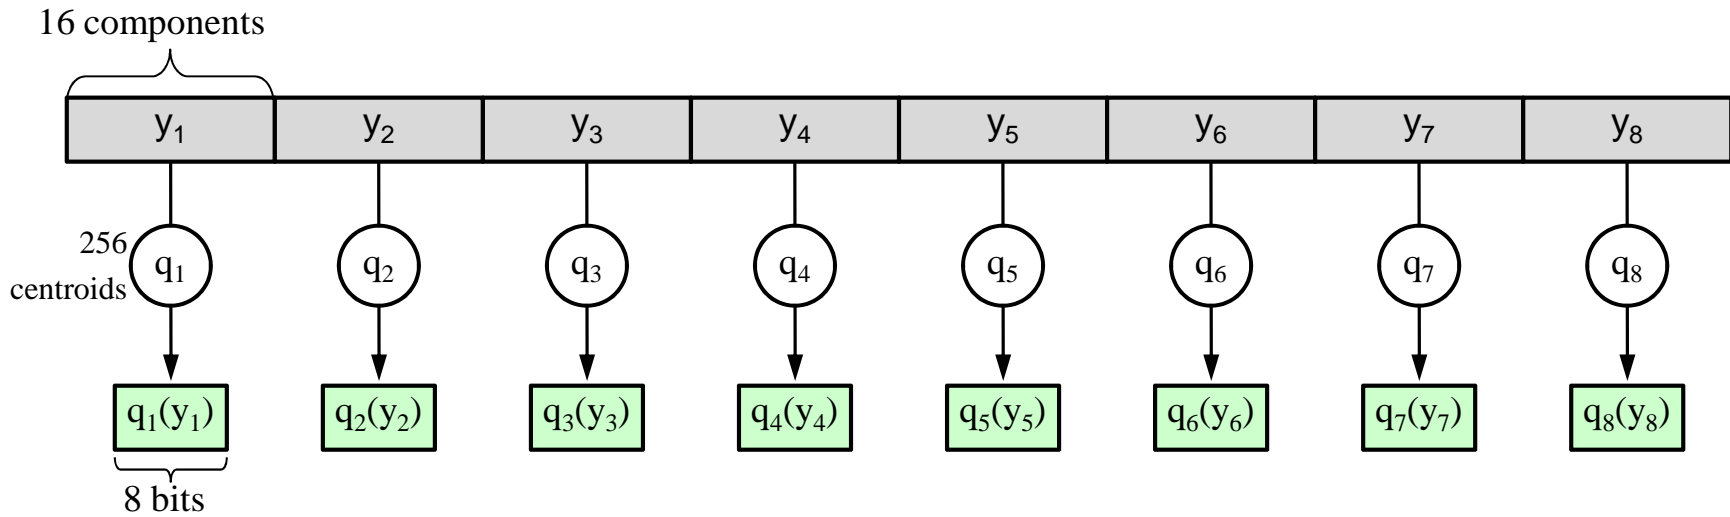 16 components
y₁ y₂ y₃ y₄ y₅ y₆ y₇ y₈
256
centroids
q₁ q₂ q₃ q₄ q₅ q₆ q₇ q₈
q₁(y₁) q₂(y₂) q₃(y₃) q₄(y₄) q₅(y₅) q₆(y₆) q₇(y₇) q₈(y₈)
8 bits